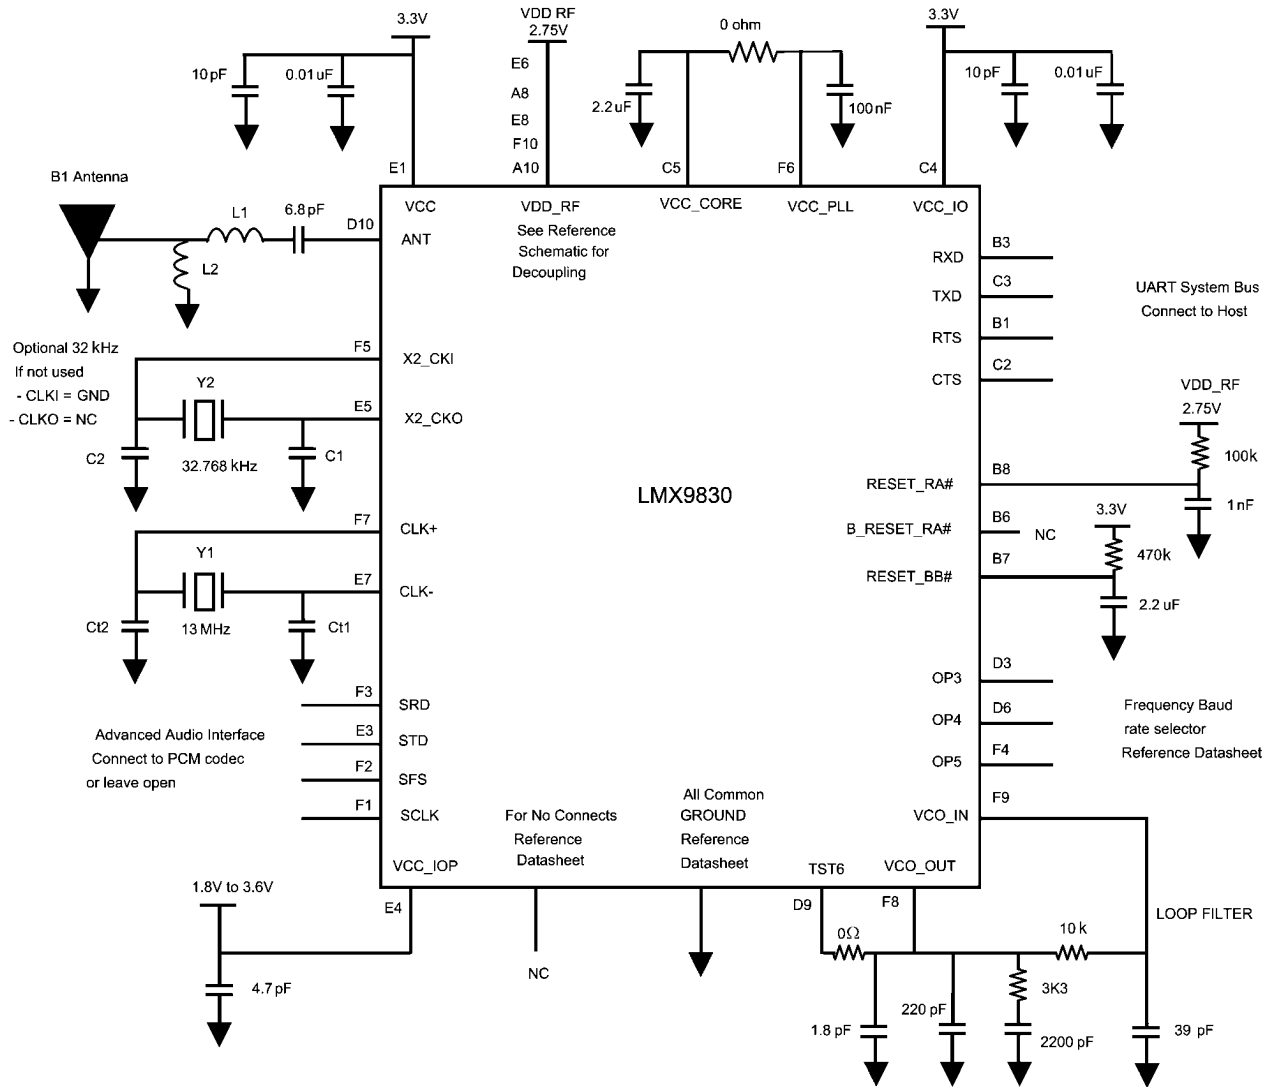 3.3V
VDD RF
2.75V
0 ohm
3.3V
10 pF
0.01 uF
E6
A8
E8
F10
A10
2.2 uF
100 nF
10 pF
0.01 uF
E1
C5
F6
C4
B1 Antenna
L1
6.8 pF
D10
L2
VCC
VDD_RF
See Reference
Schematic for
Decoupling
VCC_CORE
VCC_PLL
VCC_IO
ANT
RXD
B3
TXD
C3
RTS
B1
CTS
C2
UART System Bus
Connect to Host
Optional 32 kHz
If not used
- CLKI = GND
- CLKO = NC
F5
X2_CKI
Y2
E5
X2_CKO
C2
32.768 kHz
C1
VDD_RF
2.75V
100k
1 nF
LMX9830
RESET_RA#
B8
B_RESET_RA#
B6
NC
RESET_BB#
B7
3.3V
470k
2.2 uF
F7
CLK+
Y1
E7
CLK-
Ct2
13 MHz
Ct1
OP3
D3
OP4
D6
OP5
F4
Frequency Baud
rate selector
Reference Datasheet
Advanced Audio Interface
Connect to PCM codec
or leave open
F3
SRD
E3
STD
F2
SFS
F1
SCLK
VCC_IOP
For No Connects
Reference
Datasheet
All Common
GROUND
Reference
Datasheet
F9
VCO_IN
TST6
VCO_OUT
1.8V to 3.6V
E4
D9
F8
LOOP FILTER
4.7 pF
NC
0Ω
10 k
3K3
1.8 pF
220 pF
2200 pF
39 pF